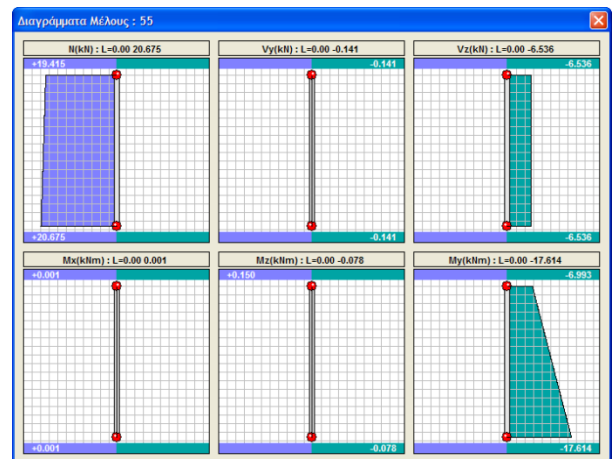 Διαγράμματα Μέλους : 55
N(kN) : L=0.00 20.675
Vy(kN) : L=0.00 -0.141
Vz(kN) : L=0.00 -6.536
+19.415
-0.141
-6.536
+20.675
-0.141
-6.536
Mx(kNm) : L=0.00 0.001
Mz(kNm) : L=0.00 -0.078
My(kNm) : L=0.00 -17.614
+0.001
+0.150
-6.993
+0.001
-0.078
-17.614